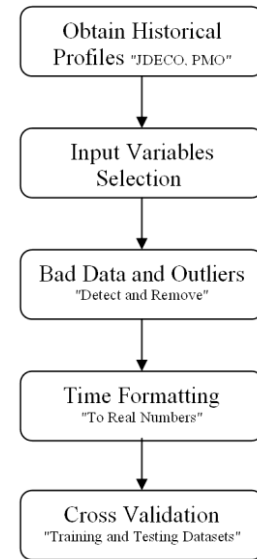 Obtain Historical
Profiles "JDECO, PMO"
Input Variables
Selection
Bad Data and Outliers
"Detect and Remove"
Time Formatting
"To Real Numbers"
Cross Validation
"Training and Testing Datasets"